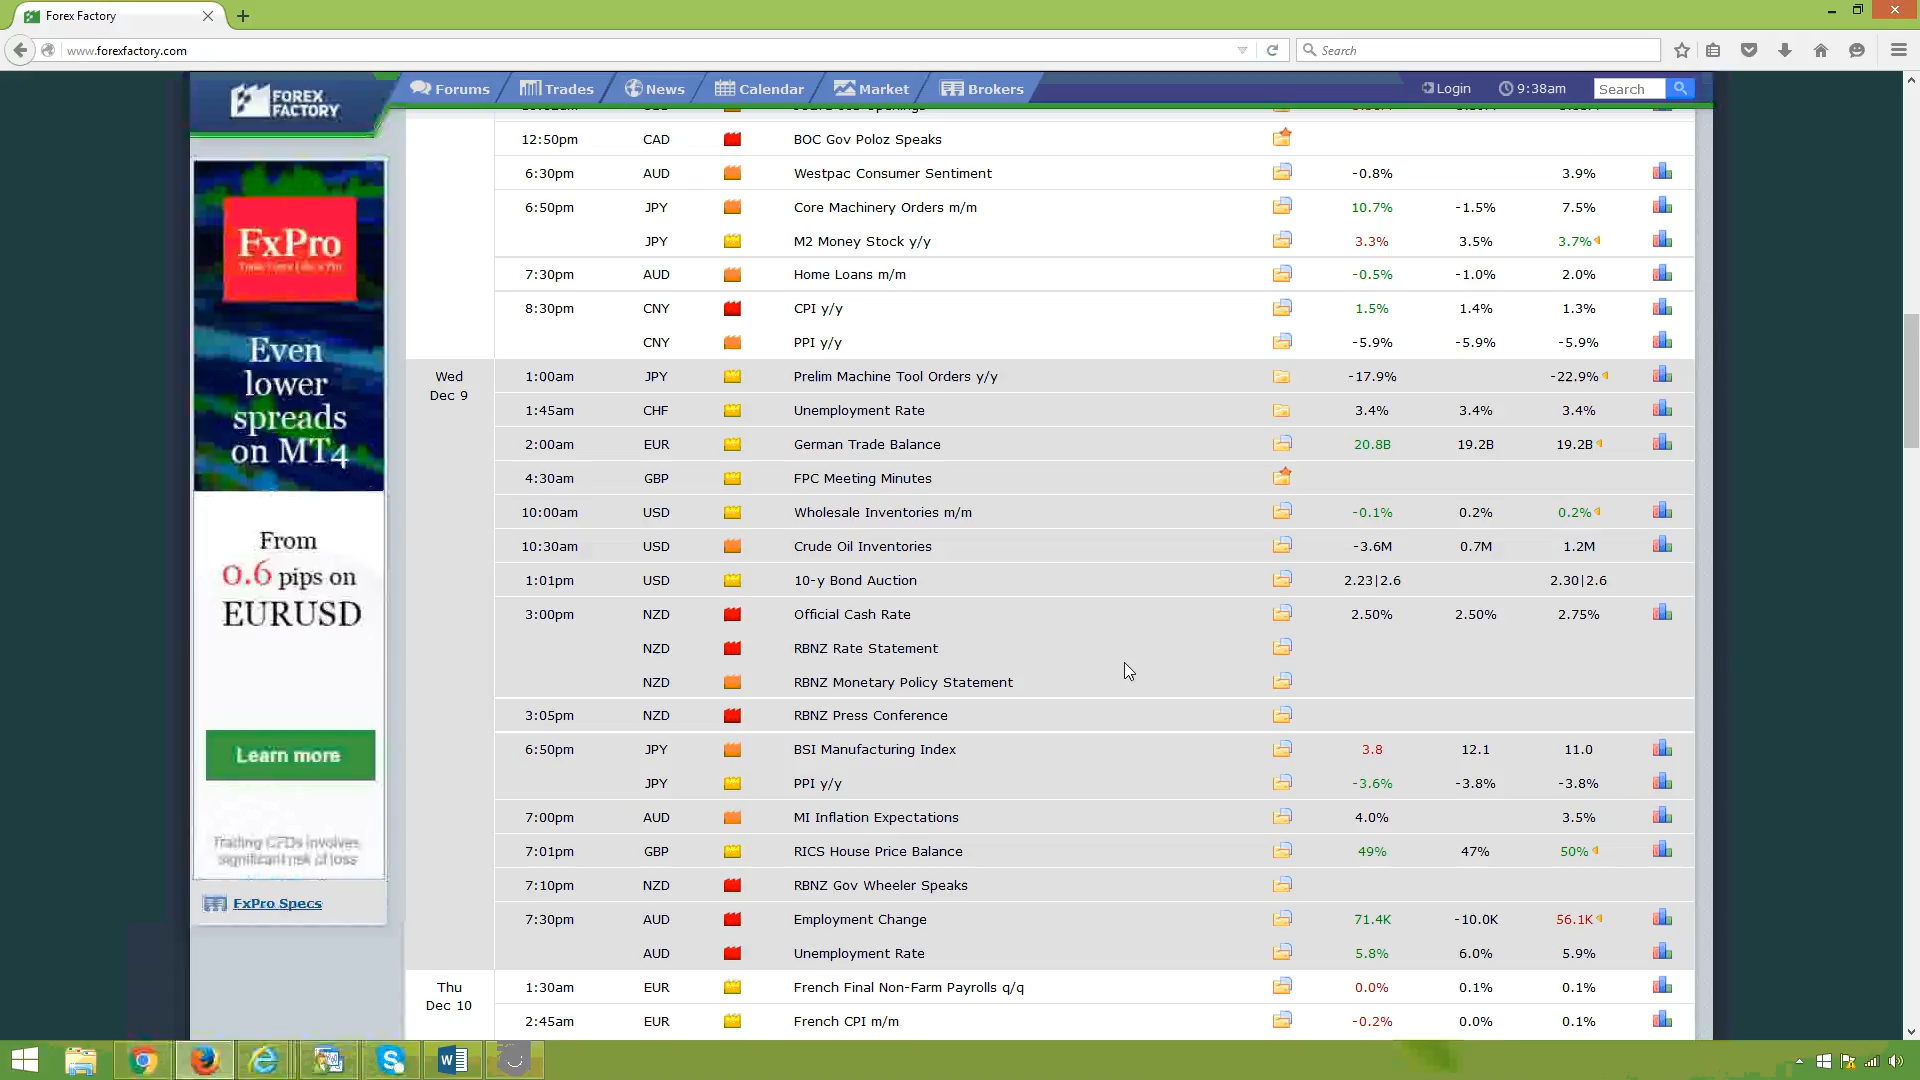 Forex Factory
www.forexfactory.com
Search
FOREX FACTORY
Forums Trades News Calendar Market Brokers Login 9:38am Search
12:50pm CAD BOC Gov Poloz Speaks
6:30pm AUD Westpac Consumer Sentiment -0.8% 3.9%
6:50pm JPY Core Machinery Orders m/m 10.7% -1.5% 7.5%
JPY M2 Money Stock y/y 3.3% 3.5% 3.7%
7:30pm AUD Home Loans m/m -0.5% -1.0% 2.0%
8:30pm CNY CPI y/y 1.5% 1.4% 1.3%
CNY PPI y/y -5.9% -5.9% -5.9%
Wed
Dec 9
1:00am JPY Prelim Machine Tool Orders y/y -17.9% -22.9%
1:45am CHF Unemployment Rate 3.4% 3.4% 3.4%
2:00am EUR German Trade Balance 20.8B 19.2B 19.2B
4:30am GBP FPC Meeting Minutes
10:00am USD Wholesale Inventories m/m -0.1% 0.2% 0.2%
10:30am USD Crude Oil Inventories -3.6M 0.7M 1.2M
1:01pm USD 10-y Bond Auction 2.23|2.6 2.30|2.6
3:00pm NZD Official Cash Rate 2.50% 2.50% 2.75%
NZD RBNZ Rate Statement
NZD RBNZ Monetary Policy Statement
3:05pm NZD RBNZ Press Conference
6:50pm JPY BSI Manufacturing Index 3.8 12.1 11.0
JPY PPI y/y -3.6% -3.8% -3.8%
7:00pm AUD MI Inflation Expectations 4.0% 3.5%
7:01pm GBP RICS House Price Balance 49% 47% 50%
7:10pm NZD RBNZ Gov Wheeler Speaks
7:30pm AUD Employment Change 71.4K -10.0K 56.1K
AUD Unemployment Rate 5.8% 6.0% 5.9%
Thu
Dec 10
1:30am EUR French Final Non-Farm Payrolls q/q 0.0% 0.1% 0.1%
2:45am EUR French CPI m/m -0.2% 0.0% 0.1%
FxPro
Even
lower
spreads
on MT4
From
0.6 pips on
EURUSD
Learn more
Trading CFDs involves
significant risk of loss
FxPro Specs